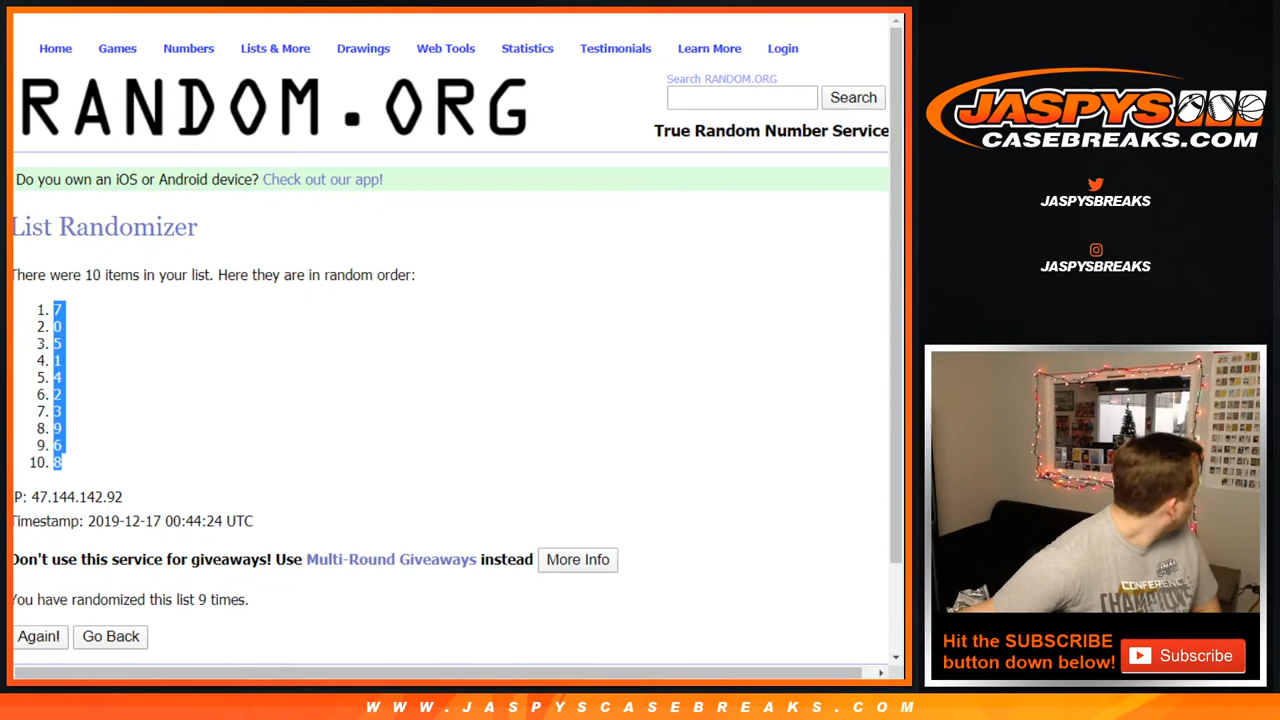 Home Games Numbers Lists & More Drawings Web Tools Statistics Testimonials Learn More Login
RANDOM.ORG
Search RANDOM.ORG
Search
True Random Number Service
Do you own an iOS or Android device? Check out our app!
List Randomizer
There were 10 items in your list. Here they are in random order:
1. 7
2. 0
3. 5
4. 1
5. 4
6. 2
7. 3
8. 9
9. 6
10. 8
IP: 47.144.142.92
Timestamp: 2019-12-17 00:44:24 UTC
Don't use this service for giveaways! Use Multi-Round Giveaways instead More Info
You have randomized this list 9 times.
Again! Go Back
JASPYS
CASEBREAKS.COM
JASPYSBREAKS
JASPYSBREAKS
CONFERENCE
CHAMPIONS
Hit the SUBSCRIBE
button down below!
Subscribe
WWW.JASPYSCASEBREAKS.COM